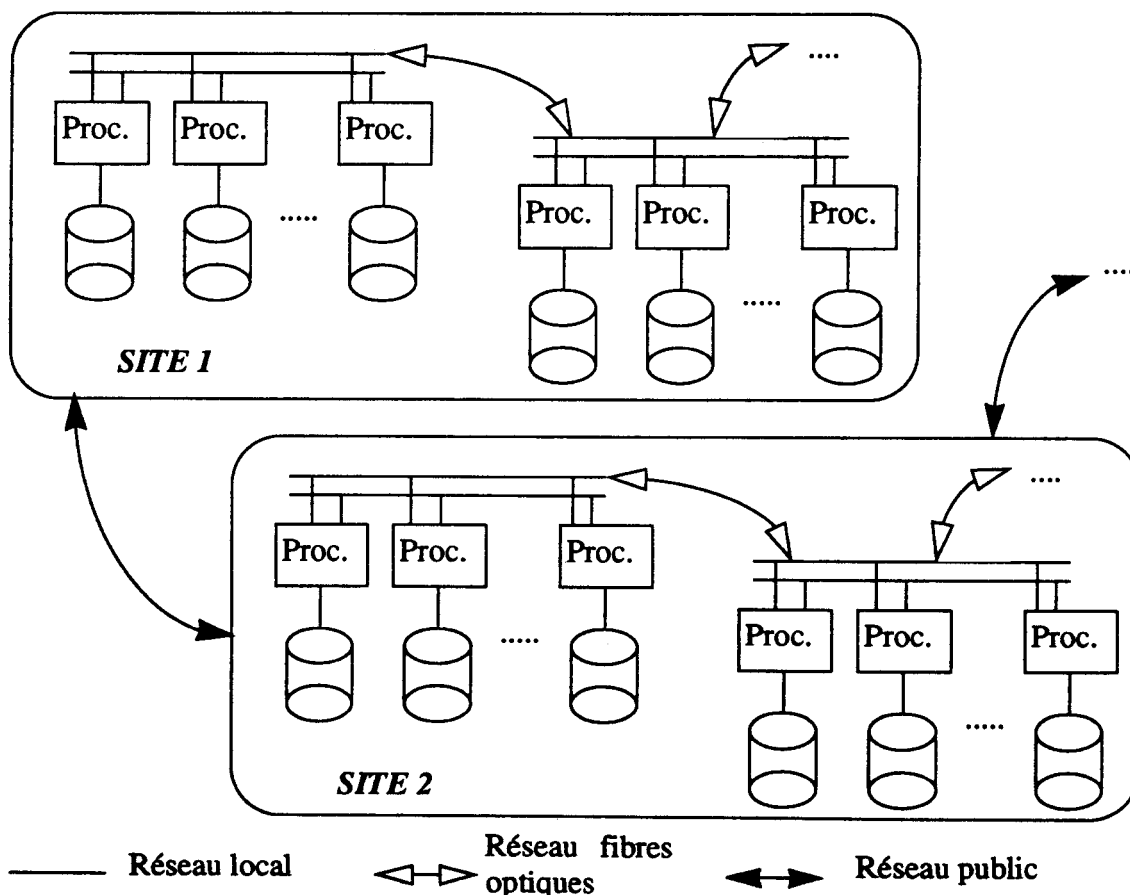 ....
Proc. Proc. Proc.
.....
Proc. Proc. Proc.
.....
SITE 1
....
....
Proc. Proc. Proc.
.....
Proc. Proc. Proc.
.....
SITE 2
Réseau local
Réseau fibres
optiques
Réseau public